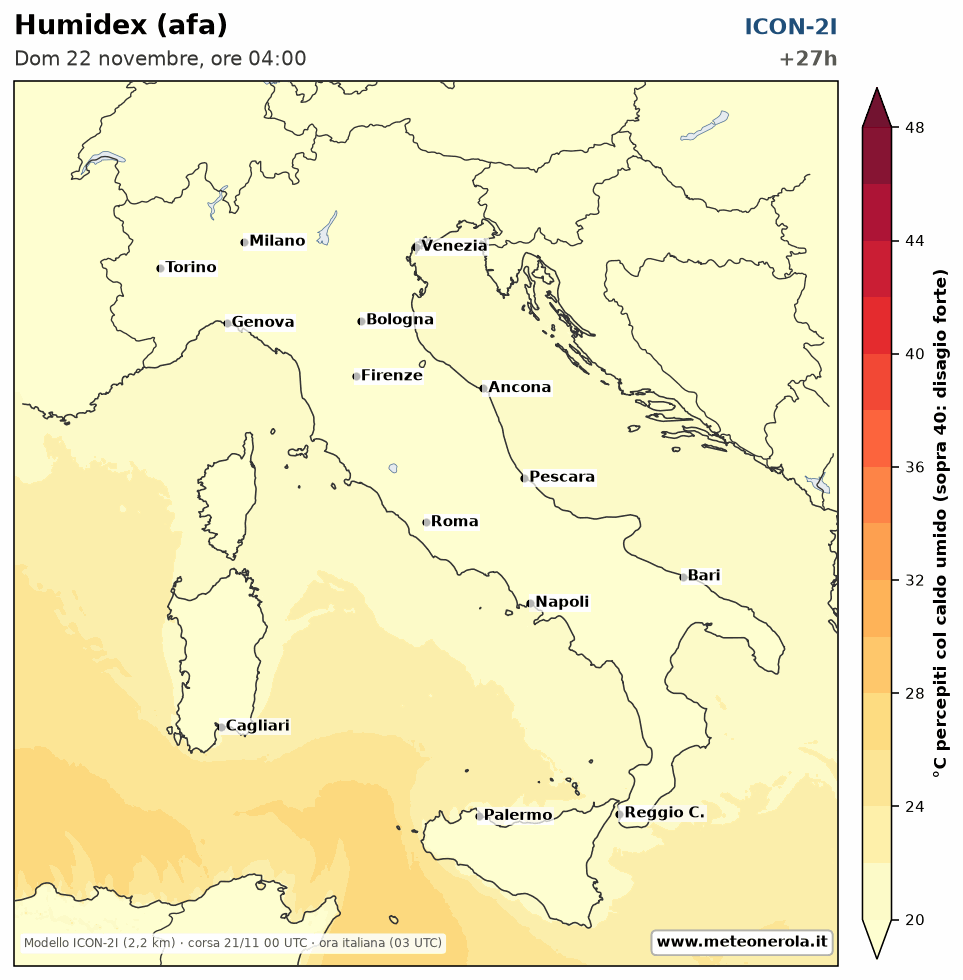 Humidex (afa)
ICON-2I
Dom 22 novembre, ore 04:00
+27h
Milano
Venezia
Torino
Genova
Bologna
Firenze
Ancona
Pescara
Roma
Bari
Napoli
Cagliari
Palermo
Reggio C.
48
44
40
36
32
28
24
20
°C percepiti col caldo umido (sopra 40: disagio forte)
Modello ICON-2I (2,2 km) · corsa 21/11 00 UTC · ora italiana (03 UTC)
www.meteonerola.it